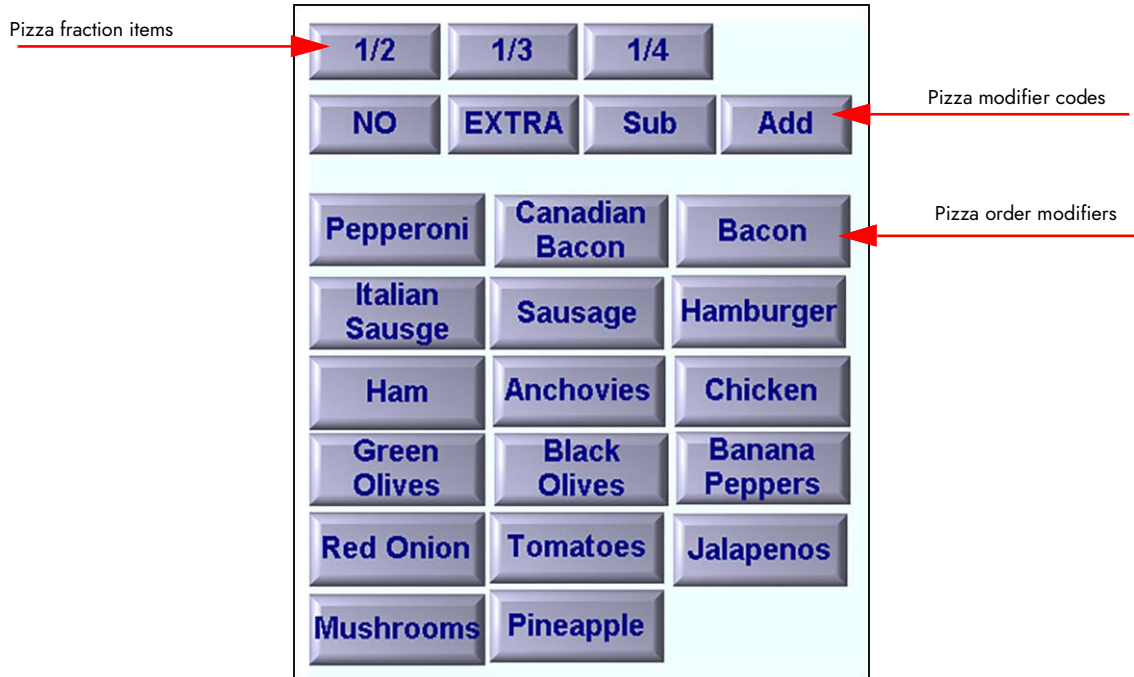 Pizza fraction items
1/2 1/3 1/4
NO EXTRA Sub Add
Pizza modifier codes
Pepperoni
Canadian
Bacon
Bacon
Pizza order modifiers
Italian
Sausge
Sausage
Hamburger
Ham
Anchovies
Chicken
Green
Olives
Black
Olives
Banana
Peppers
Red Onion
Tomatoes
Jalapenos
Mushrooms
Pineapple